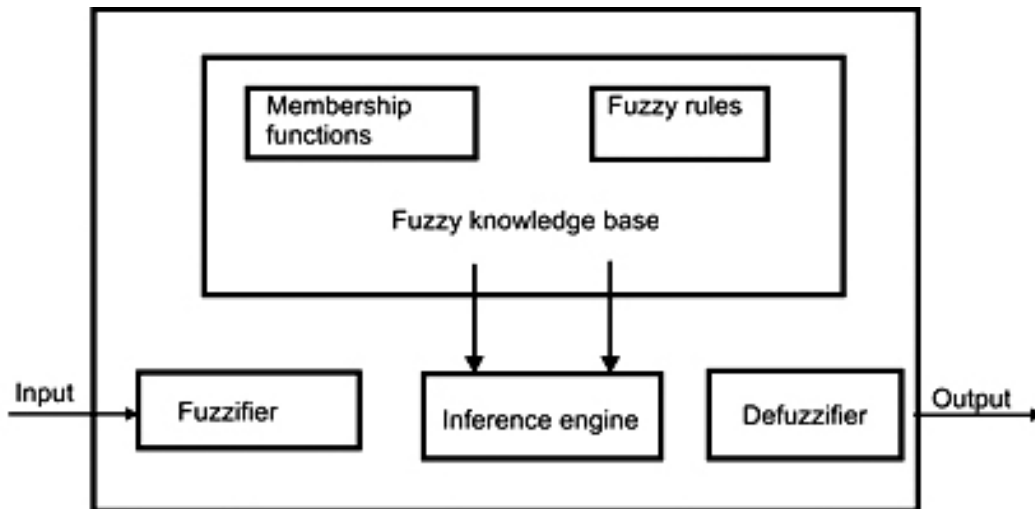 Membership
functions
Fuzzy rules
Fuzzy knowledge base
Input
Fuzzifier
Inference engine
Defuzzifier
Output